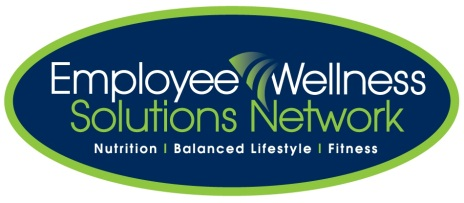 Employee Wellness
Solutions Network
Nutrition | Balanced Lifestyle | Fitness